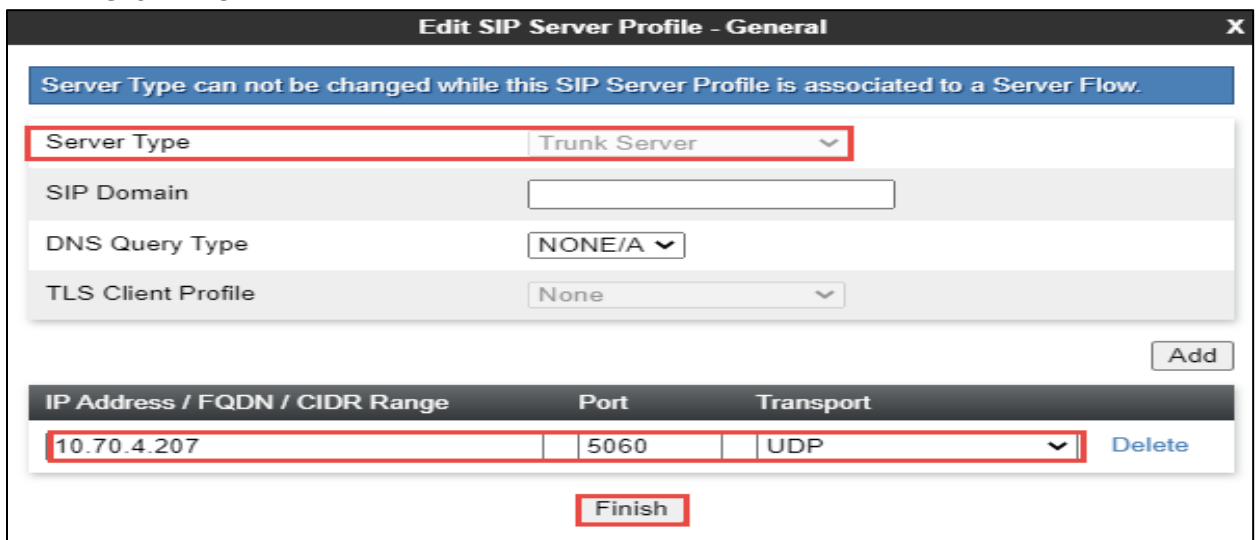 Edit SIP Server Profile - General X
Server Type can not be changed while this SIP Server Profile is associated to a Server Flow.
Server Type Trunk Server
SIP Domain
DNS Query Type NONE/A
TLS Client Profile None
Add
IP Address / FQDN / CIDR Range Port Transport
10.70.4.207 5060 UDP Delete
Finish